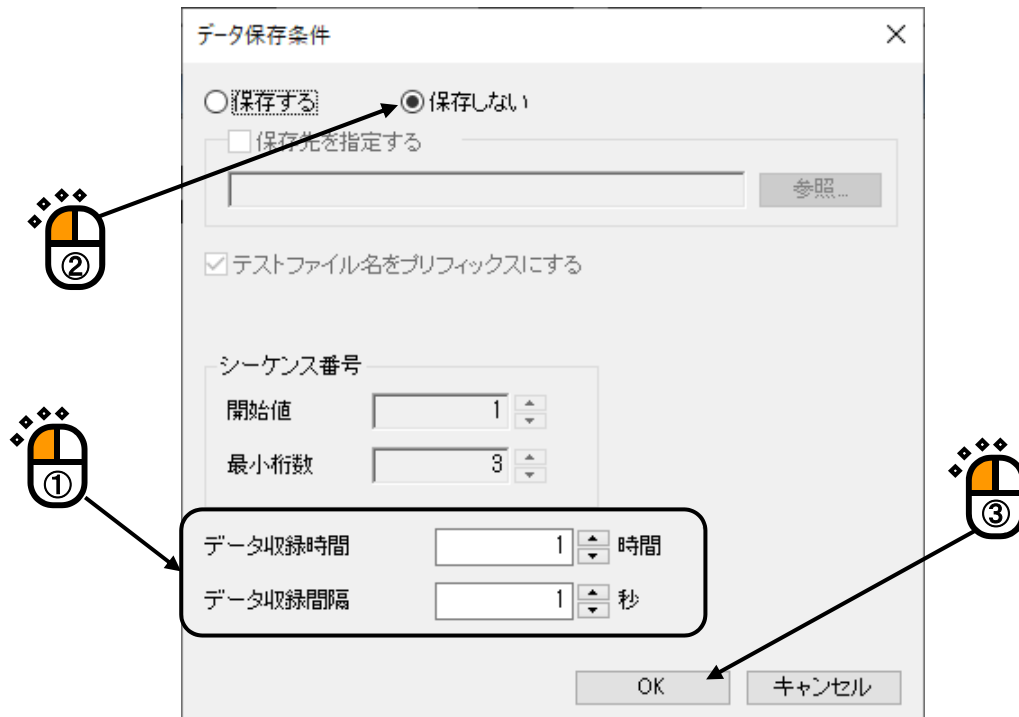 データ保存条件
保存する 保存しない
保存先を指定する
参照...
②
テストファイル名をプリフィックスにする
シーケンス番号
開始値 1
最小桁数 3
①
③
データ収録時間 1 時間
データ収録間隔 1 秒
OK キャンセル